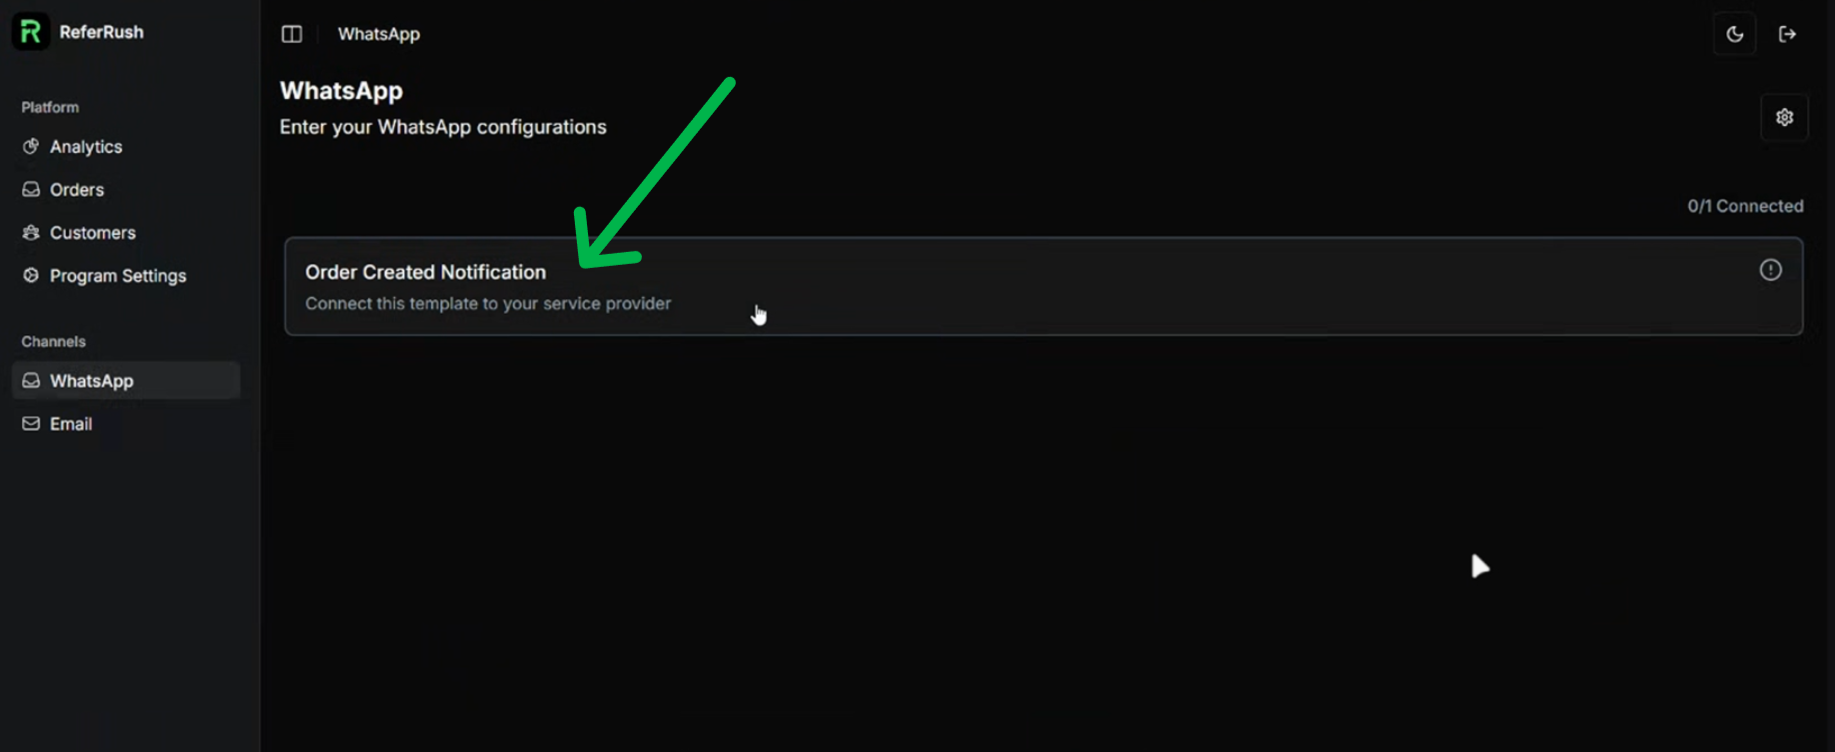 ReferRush
Platform
Analytics
Orders
Customers
Program Settings
Channels
WhatsApp
Email
WhatsApp
WhatsApp
Enter your WhatsApp configurations
0/1 Connected
Order Created Notification
Connect this template to your service provider